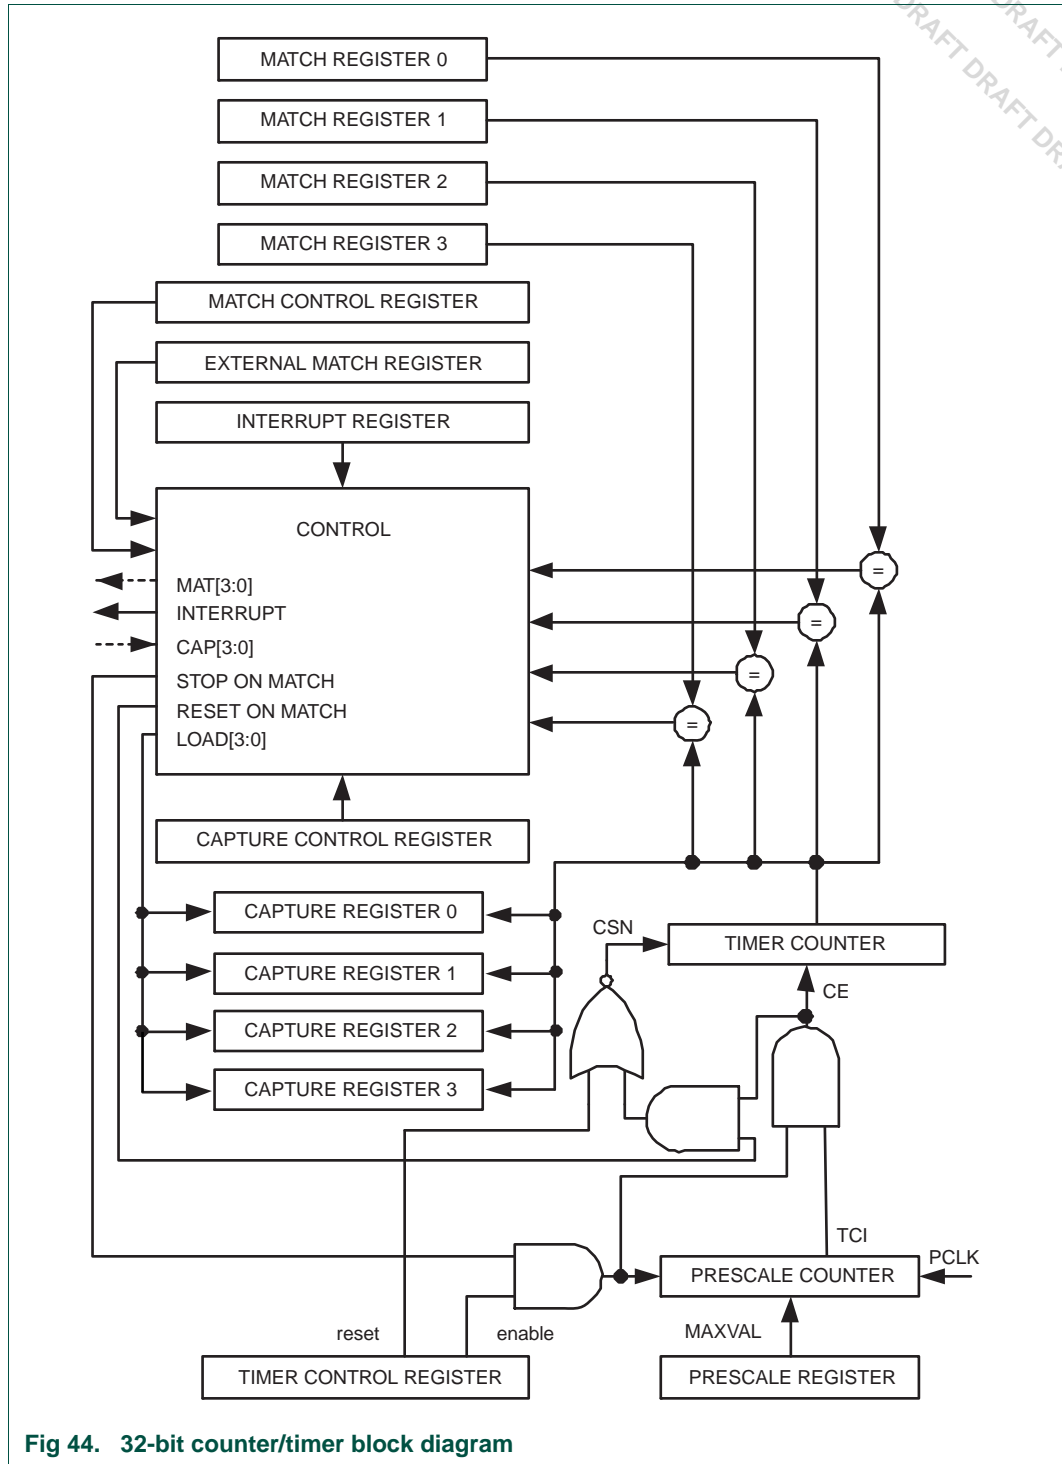 DRAFT
DRAFT DRAFT DRA
MATCH REGISTER 0
MATCH REGISTER 1
MATCH REGISTER 2
MATCH REGISTER 3
MATCH CONTROL REGISTER
EXTERNAL MATCH REGISTER
INTERRUPT REGISTER
CONTROL
MAT[3:0]
INTERRUPT
CAP[3:0]
STOP ON MATCH
RESET ON MATCH
LOAD[3:0]
=
=
=
=
CAPTURE CONTROL REGISTER
CAPTURE REGISTER 0
CAPTURE REGISTER 1
CAPTURE REGISTER 2
CAPTURE REGISTER 3
CSN
TIMER COUNTER
CE
TCI
PCLK
PRESCALE COUNTER
reset
enable
MAXVAL
TIMER CONTROL REGISTER
PRESCALE REGISTER
Fig 44. 32-bit counter/timer block diagram